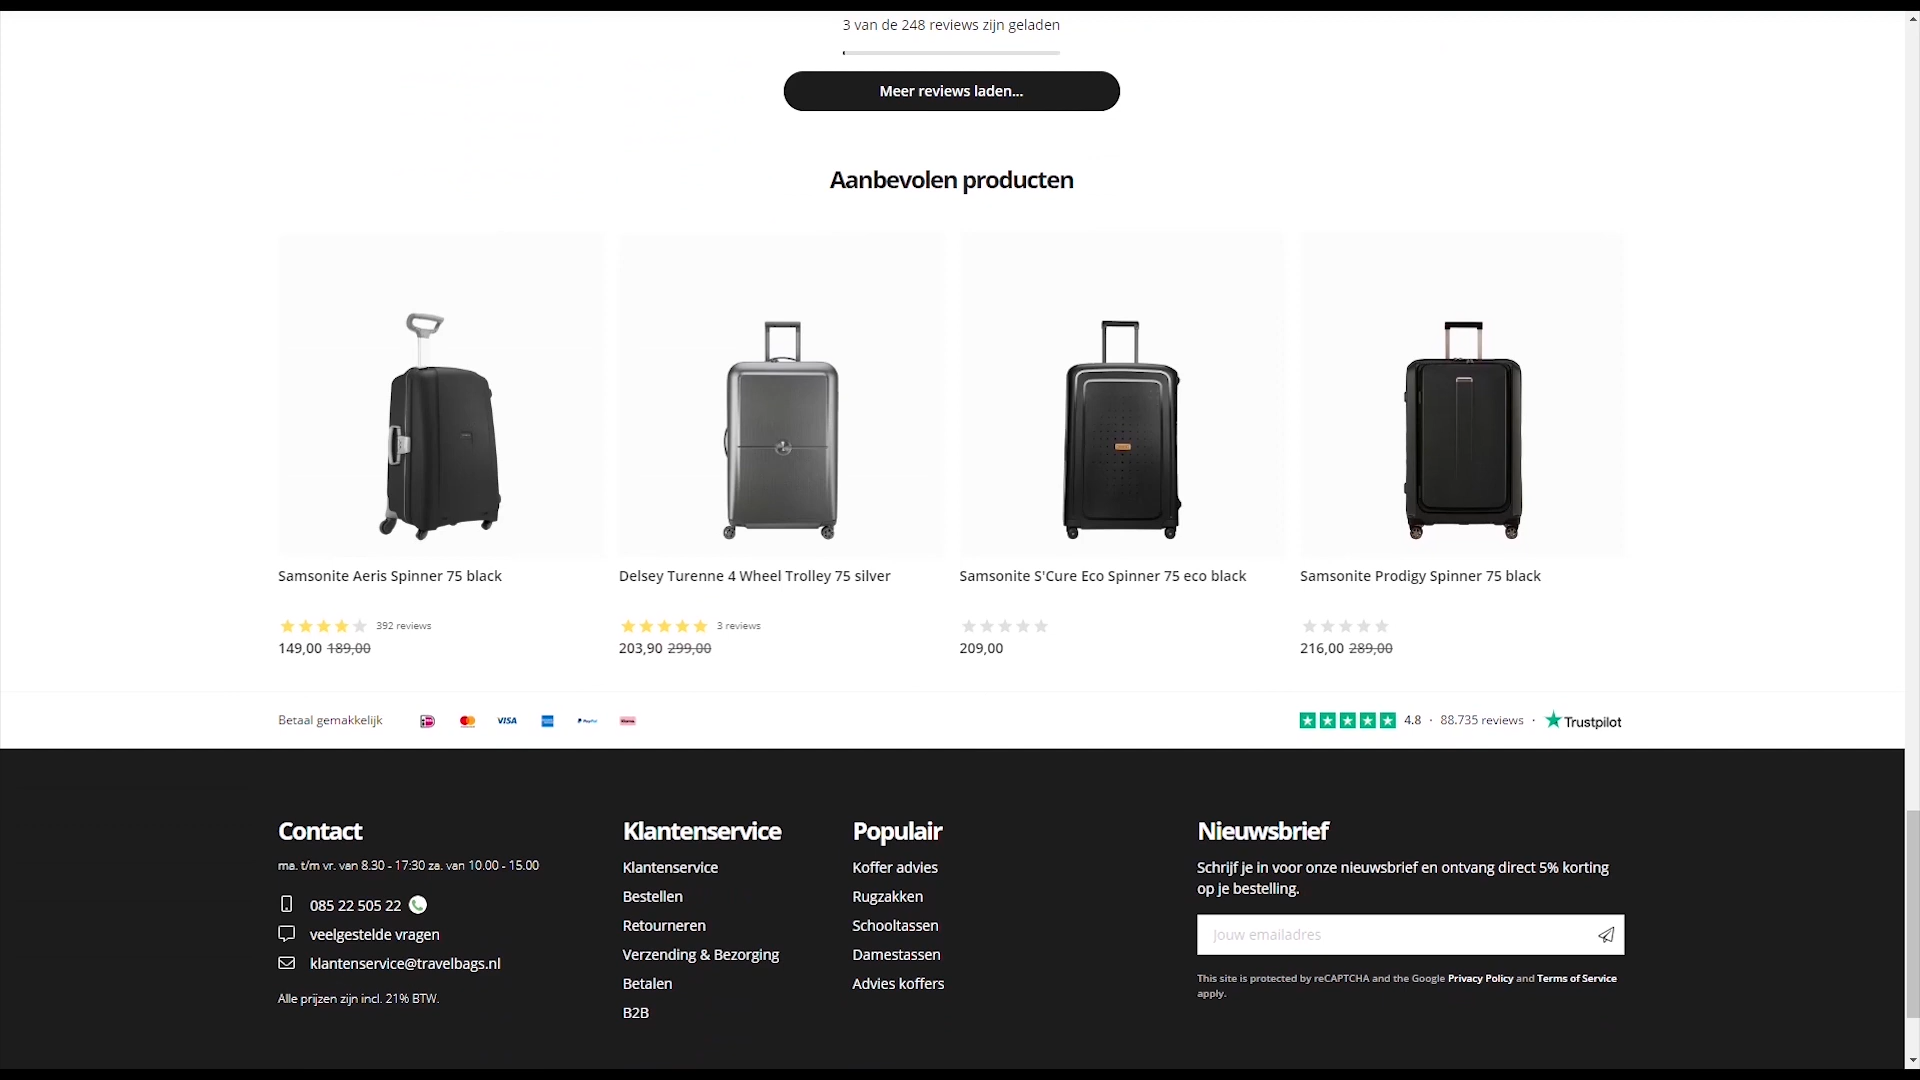 3 van de 248 reviews zijn geladen
Meer reviews laden...
Aanbevolen producten
Samsonite Aeris Spinner 75 black
392 reviews
149,00 189,00
Delsey Turenne 4 Wheel Trolley 75 silver
3 reviews
203,90 299,00
Samsonite S'Cure Eco Spinner 75 eco black
209,00
Samsonite Prodigy Spinner 75 black
216,00 289,00
Betaal gemakkelijk
VISA
PayPal
Klarna
4.8 · 88.735 reviews · Trustpilot
Contact
ma. t/m vr. van 8.30 - 17:30 za. van 10.00 - 15.00
085 22 505 22
veelgestelde vragen
klantenservice@travelbags.nl
Alle prijzen zijn incl. 21% BTW.
Klantenservice
Klantenservice
Bestellen
Retourneren
Verzending & Bezorging
Betalen
B2B
Populair
Koffer advies
Rugzakken
Schooltassen
Damestassen
Advies koffers
Nieuwsbrief
Schrijf je in voor onze nieuwsbrief en ontvang direct 5% korting
op je bestelling.
Jouw emailadres
This site is protected by reCAPTCHA and the Google Privacy Policy and Terms of Service
apply.